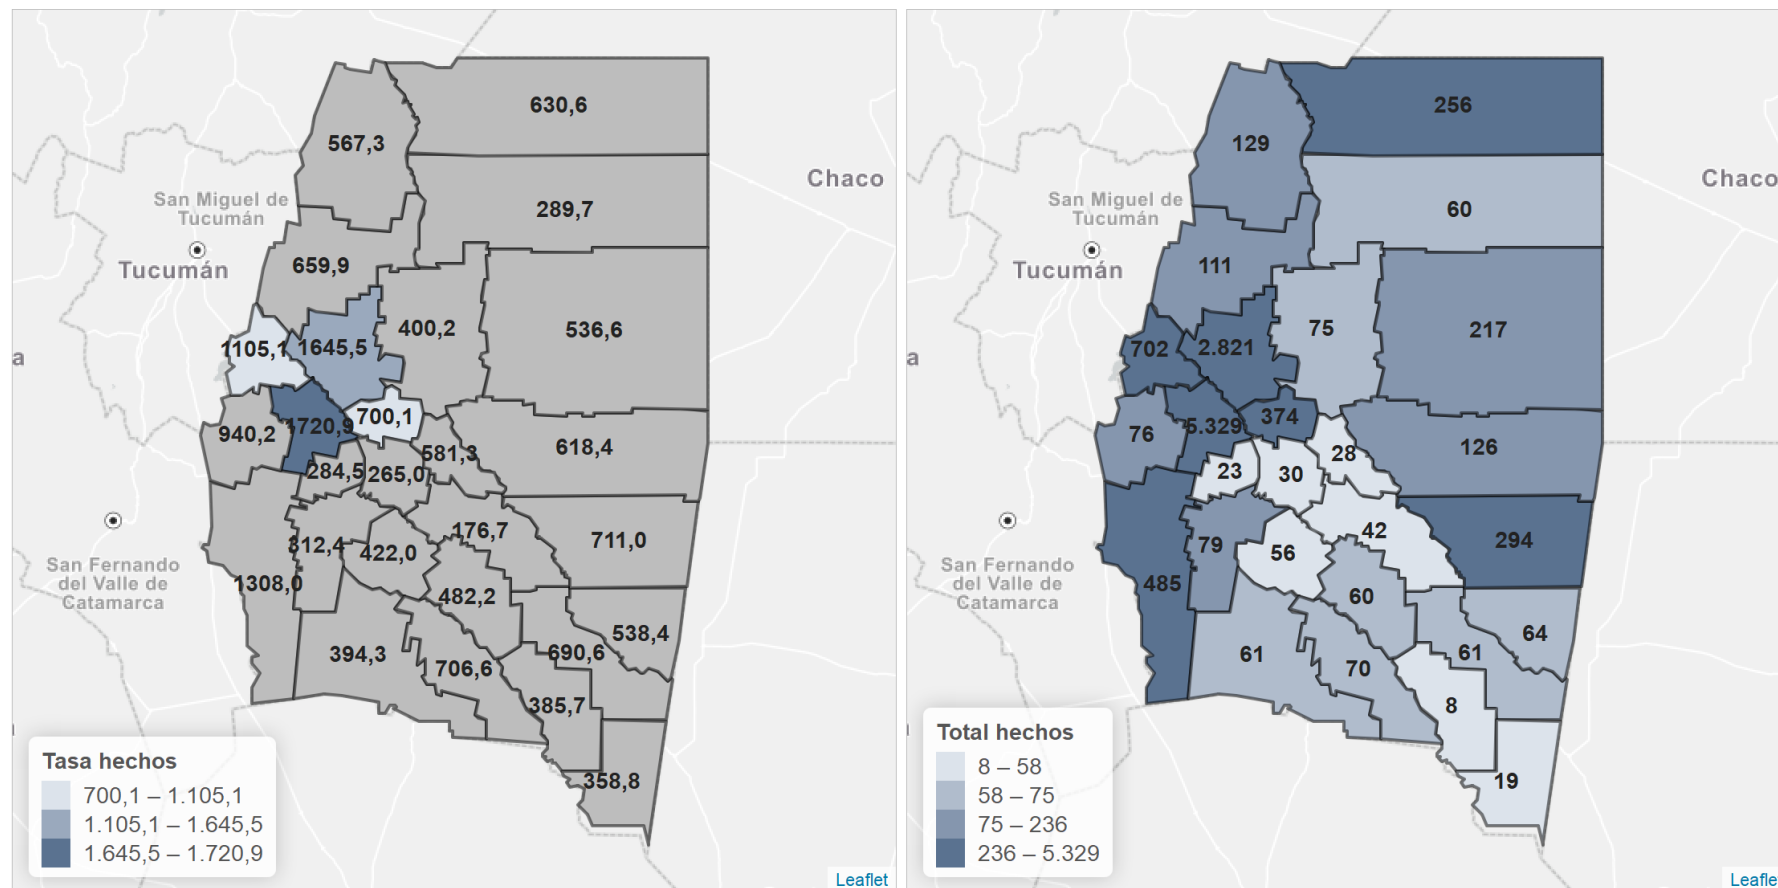 630,6
567,3
Chaco
San Miguel de
Tucumán
289,7
Tucumán
659,9
400,2
536,6
1105,1
1645,5
a
700,1
1720,9
940,2
581,3
618,4
284,5
265,0
176,7
711,0
312,4
422,0
San Fernando
del Valle de
Catamarca
1308,0
482,2
538,4
394,3
706,6
690,6
385,7
358,8
Tasa hechos
700,1 – 1.105,1
1.105,1 – 1.645,5
1.645,5 – 1.720,9
Leaflet
256
129
Chaco
San Miguel de
Tucumán
60
Tucumán
111
75
217
702
2.821
a
374
5.329
76
28
126
23
30
42
294
79
56
San Fernando
del Valle de
Catamarca
485
60
64
61
70
61
8
19
Total hechos
8 – 58
58 – 75
75 – 236
236 – 5.329
Leafle